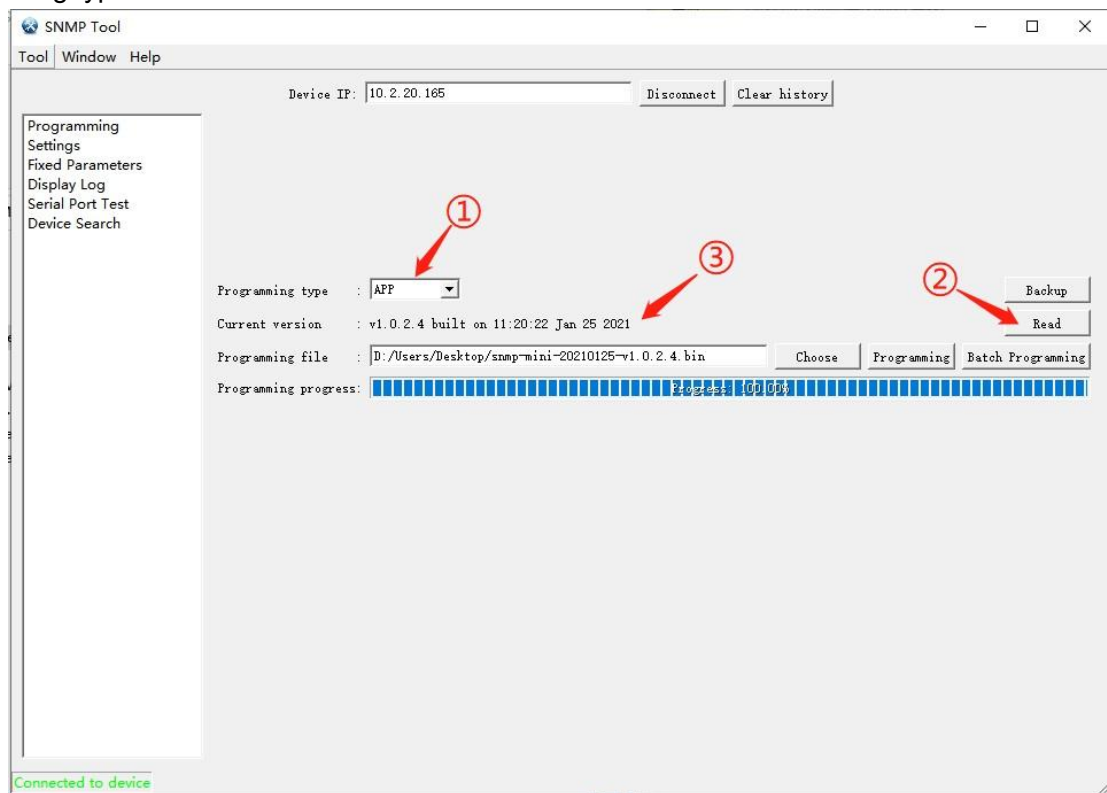 SNMP Tool
Tool Window Help
Device IP: 10.2.20.165 Disconnect Clear history
Programming
Settings
Fixed Parameters
Display Log
Serial Port Test
Device Search
①
③
②
Programming type : APP Backup
Current version : v1.0.2.4 built on 11:20:22 Jan 25 2021 Read
Programming file : D:/Users/Desktop/snmp-mini-20210125-v1.0.2.4.bin Choose Programming Batch Programming
Programming progress: Progress: 100.00%
Connected to device